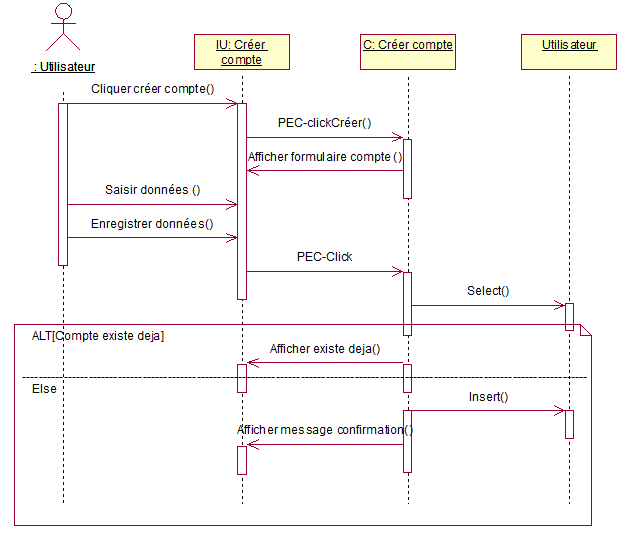 IU: Créer
compte
C: Créer compte
Utilisateur
: Utilisateur
Cliquer créer compte()
PEC-clickCréer()
Afficher formulaire compte ()
Saisir données ()
Enregistrer données()
PEC-Click
Select()
ALT[Compte existe deja]
Afficher existe deja()
Else
Insert()
Afficher message confirmation()